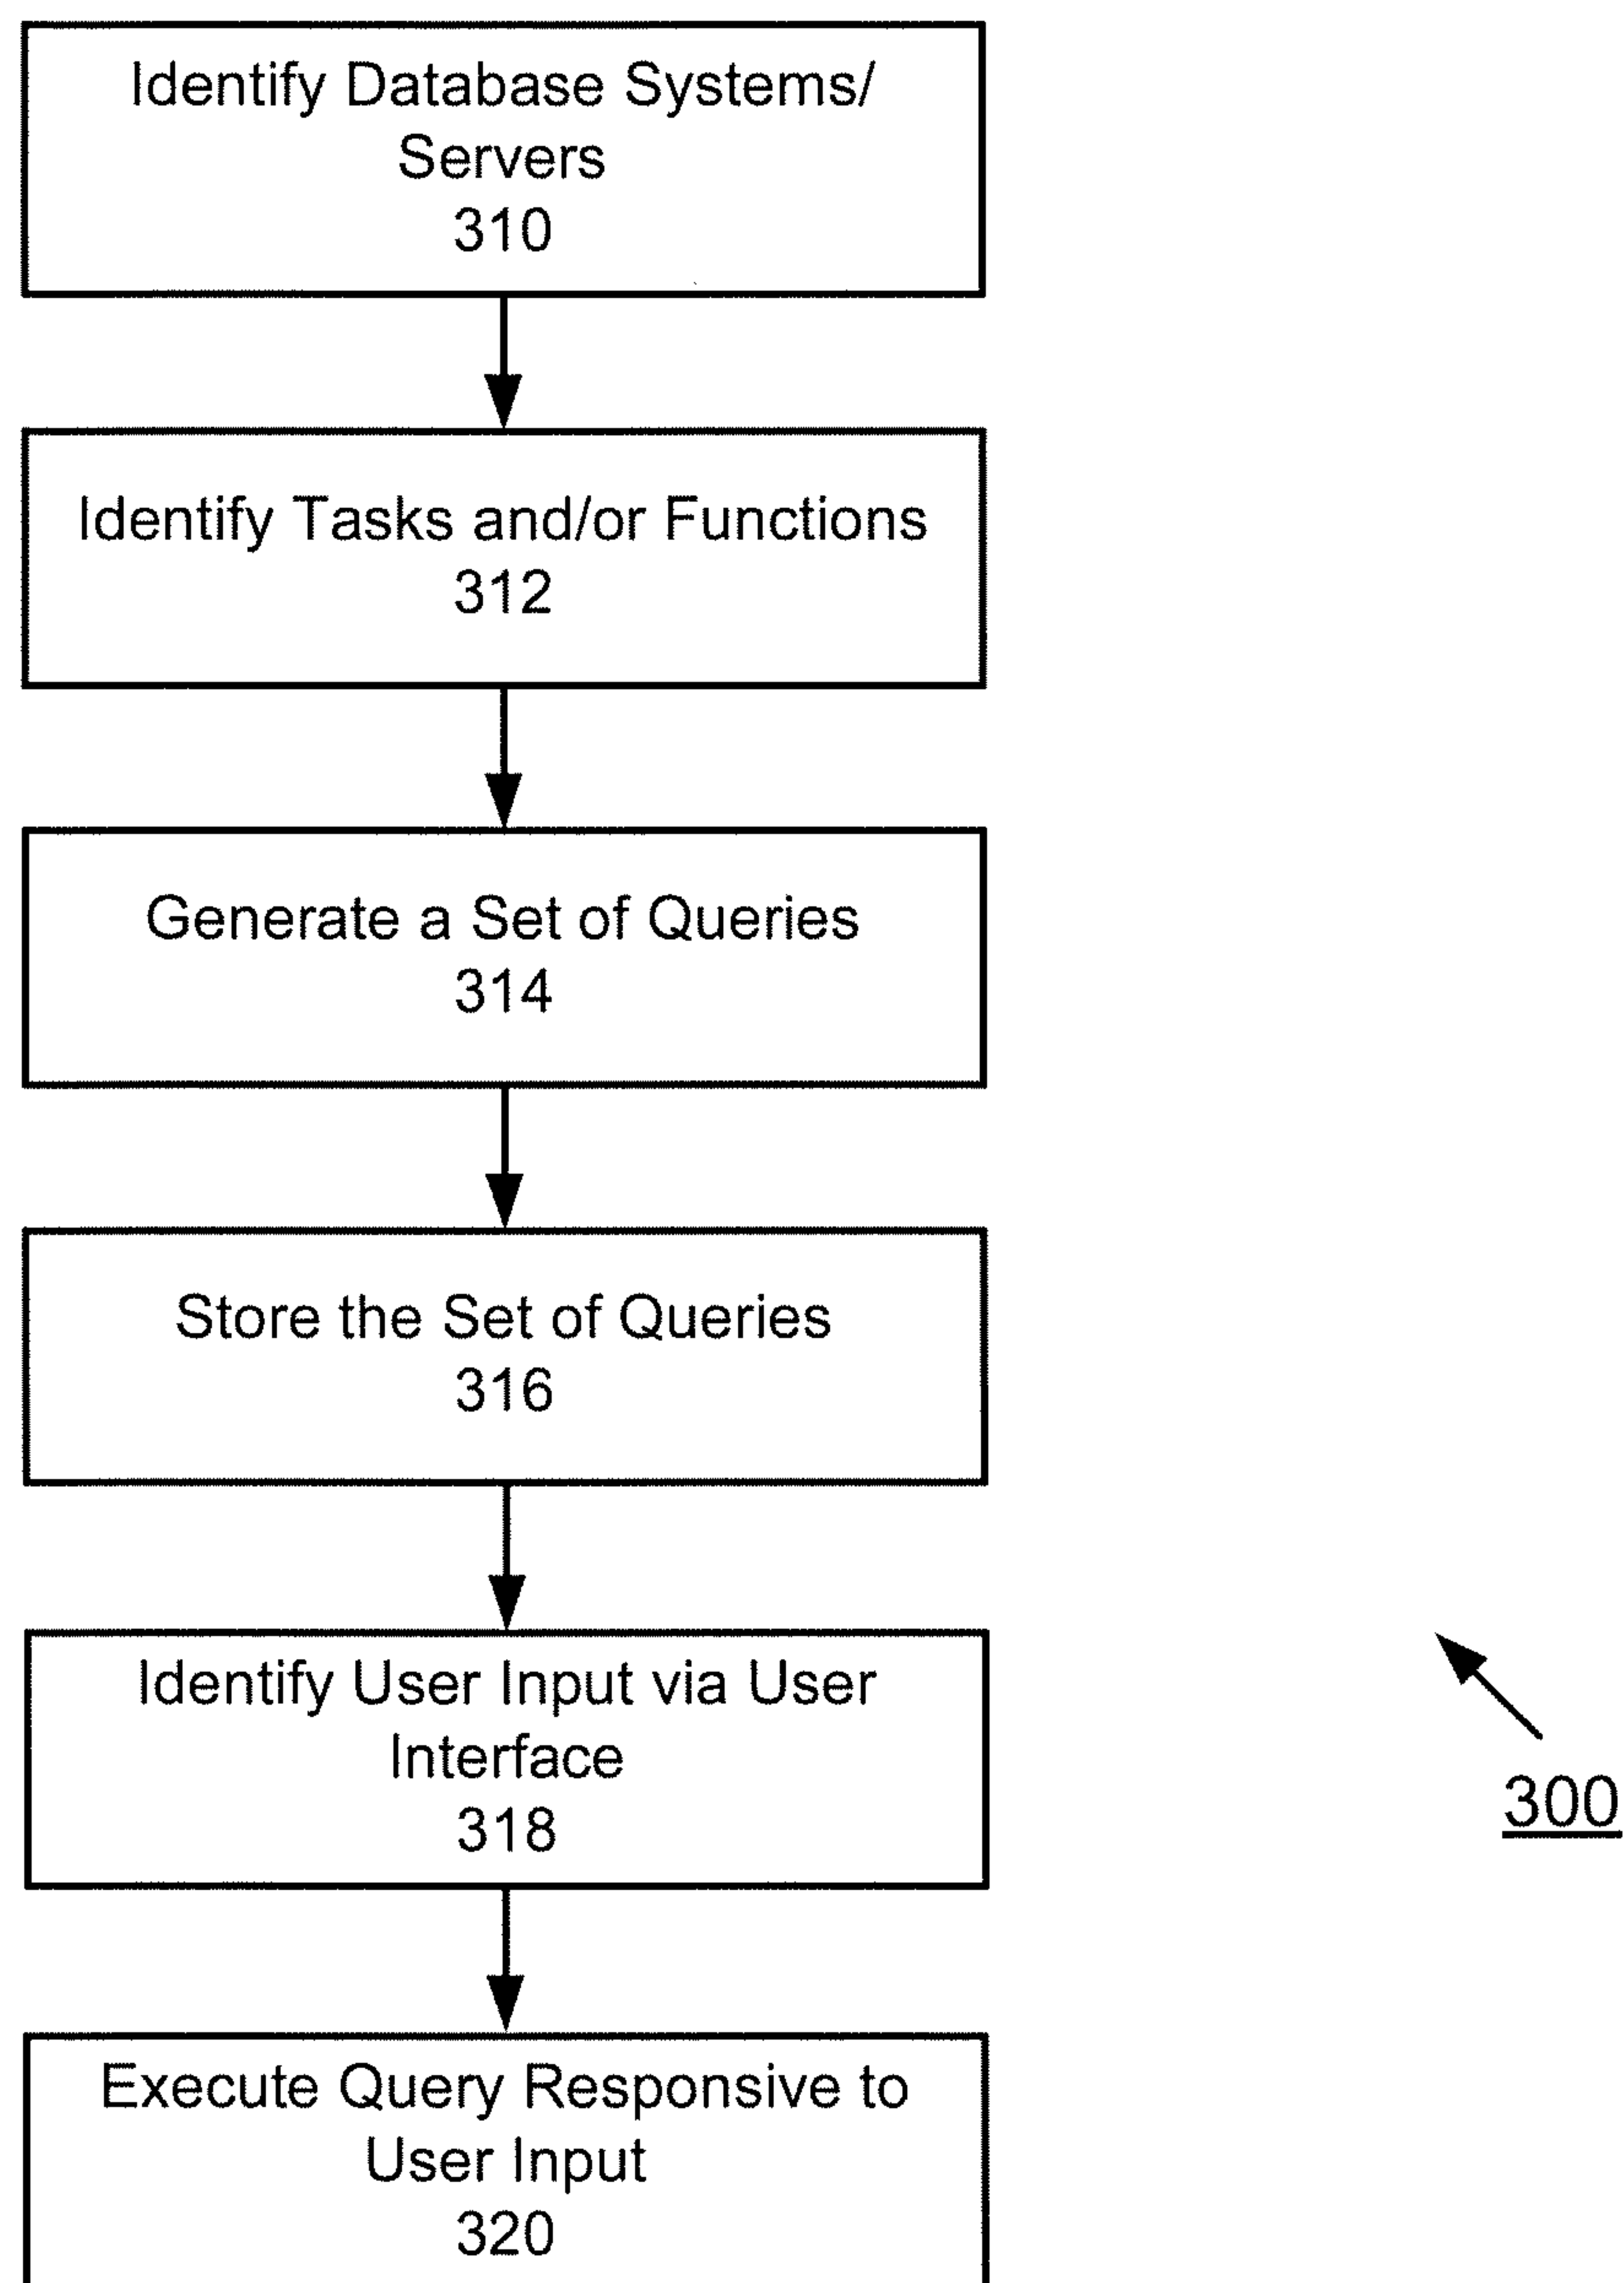 Identify Database Systems/
Servers
310
Identify Tasks and/or Functions
312
Generate a Set of Queries
314
Store the Set of Queries
316
Identify User Input via User
Interface
318
300
Execute Query Responsive to
User Input
320